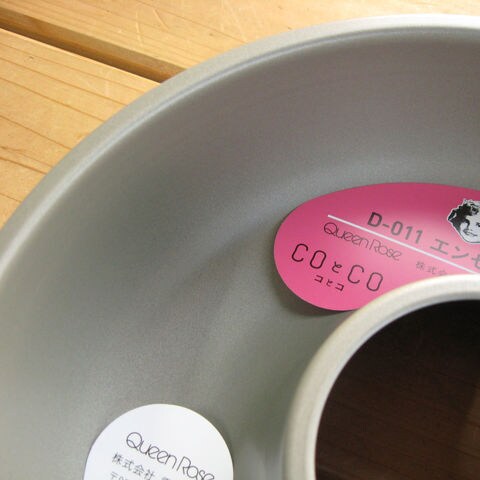 D-011 エンゼ
Queen Rose 株式会
COとCO
コヒコ
Queen Rose
株式会社